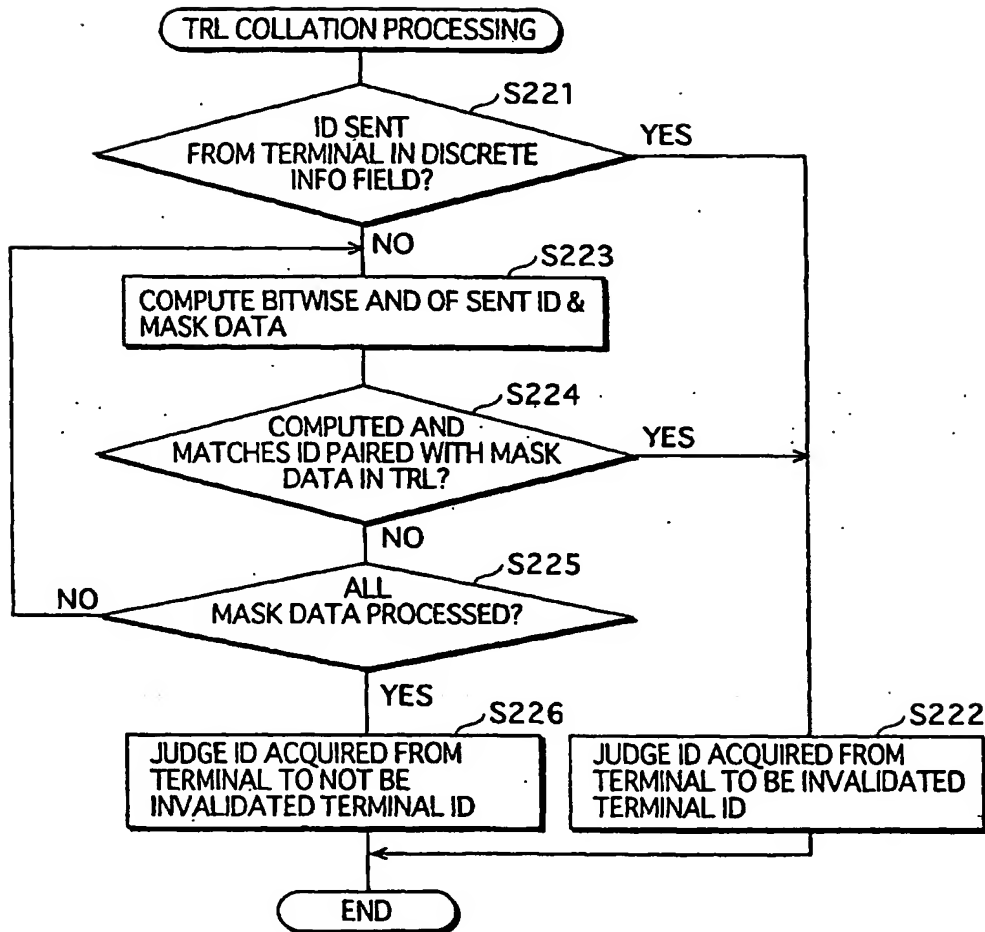 TRL COLLATION PROCESSING
S221
ID SENT
FROM TERMINAL IN DISCRETE
INFO FIELD?
YES
NO
S223
COMPUTE BITWISE AND OF SENT ID &
MASK DATA
S224
COMPUTED AND
MATCHES ID PAIRED WITH MASK
DATA IN TRL?
YES
NO
S225
ALL
MASK DATA PROCESSED?
NO
YES
S226
JUDGE ID ACQUIRED FROM
TERMINAL TO NOT BE
INVALIDATED TERMINAL ID
S222
JUDGE ID ACQUIRED FROM
TERMINAL TO BE INVALIDATED
TERMINAL ID
END